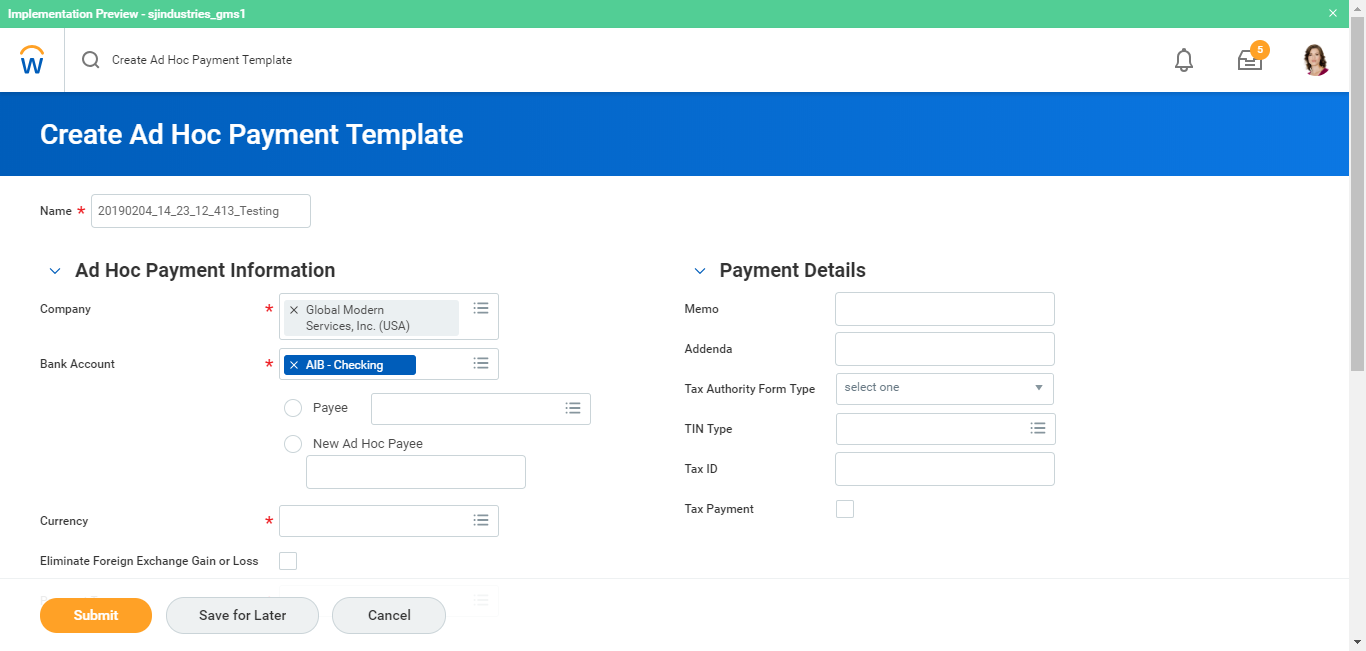 Implementation Preview - sjindustries_gms1
W
Create Ad Hoc Payment Template
5
Create Ad Hoc Payment Template
Name *
20190204_14_23_12_413_Testing
Ad Hoc Payment Information
Company *
Global Modern
Services, Inc. (USA)
Bank Account *
AIB - Checking
Payee
New Ad Hoc Payee
Currency *
Eliminate Foreign Exchange Gain or Loss
Payment Details
Memo
Addenda
Tax Authority Form Type
select one
TIN Type
Tax ID
Tax Payment
Submit
Save for Later
Cancel